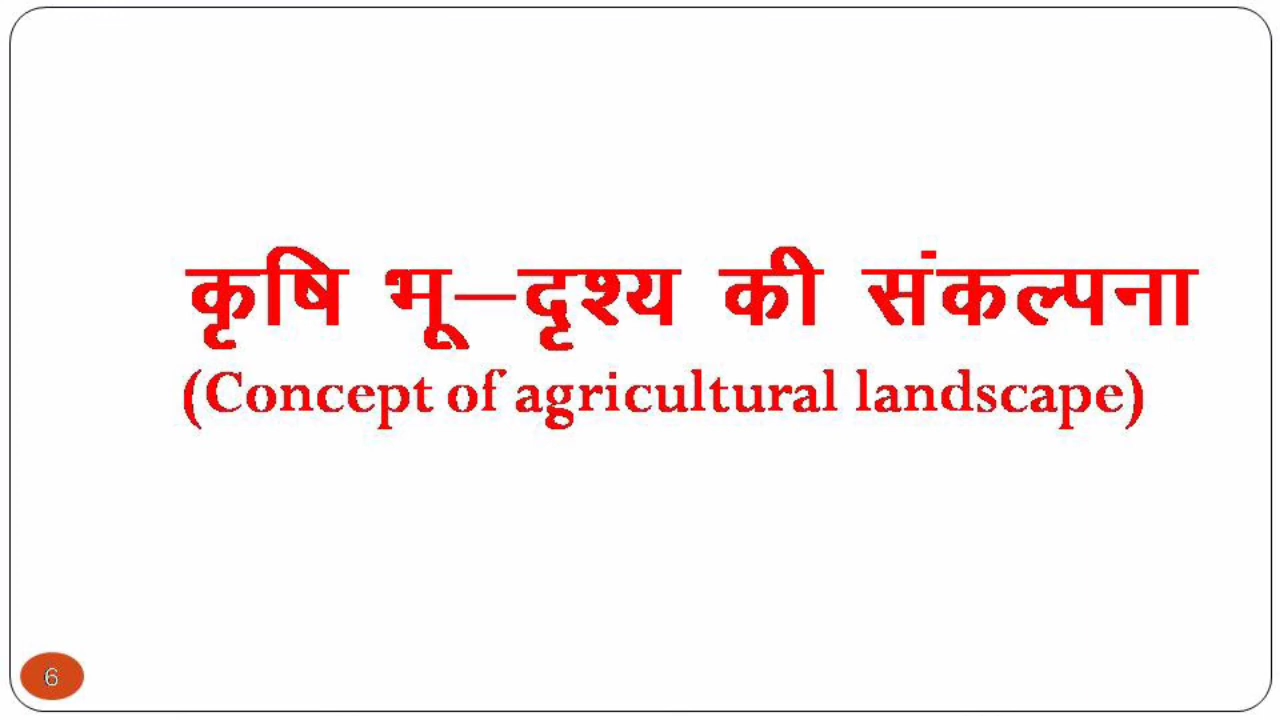 कृषि भू–दृश्य की संकल्पना
(Concept of agricultural landscape)
6